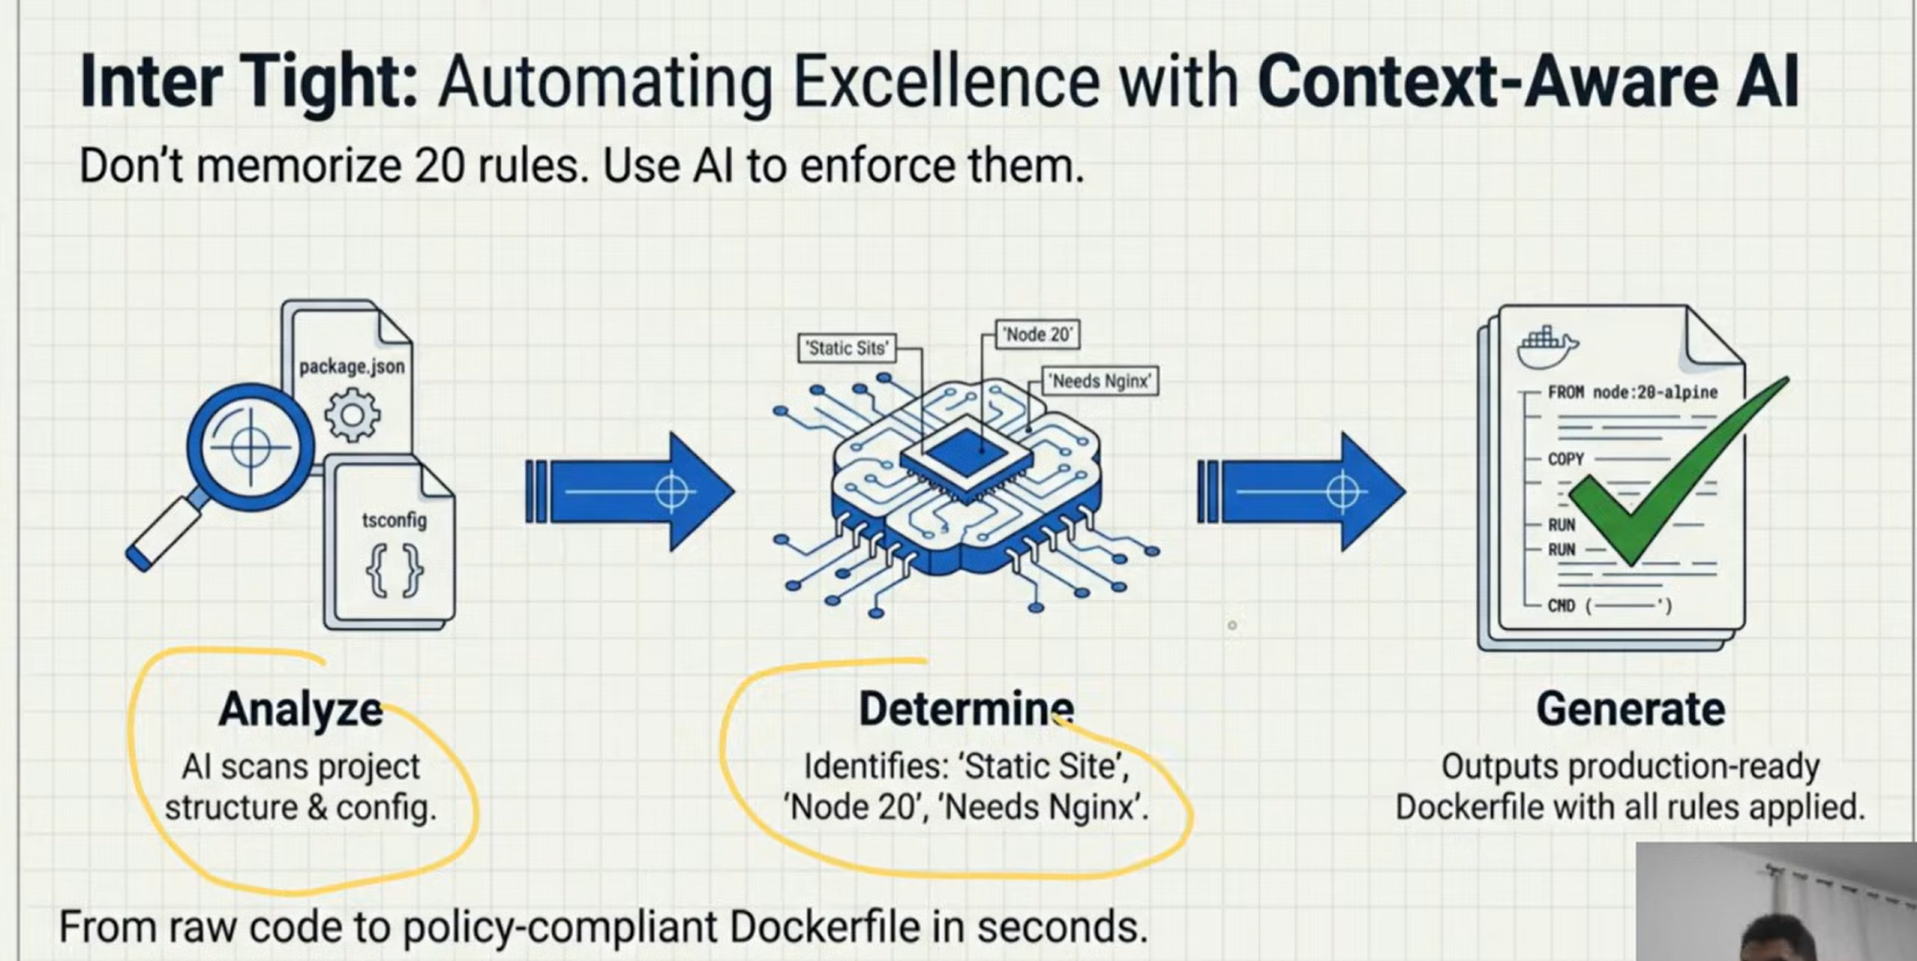 Inter Tight: Automating Excellence with Context-Aware AI
Don't memorize 20 rules. Use AI to enforce them.
package.json
tsconfig
{ }
'Static Sits'
'Node 20'
'Needs Nginx'
FROM node:20-alpine
COPY
RUN
RUN
CMD (———')
Analyze
AI scans project
structure & config.
Determine
Identifies: 'Static Site',
'Node 20', 'Needs Nginx'.
Generate
Outputs production-ready
Dockerfile with all rules applied.
From raw code to policy-compliant Dockerfile in seconds.